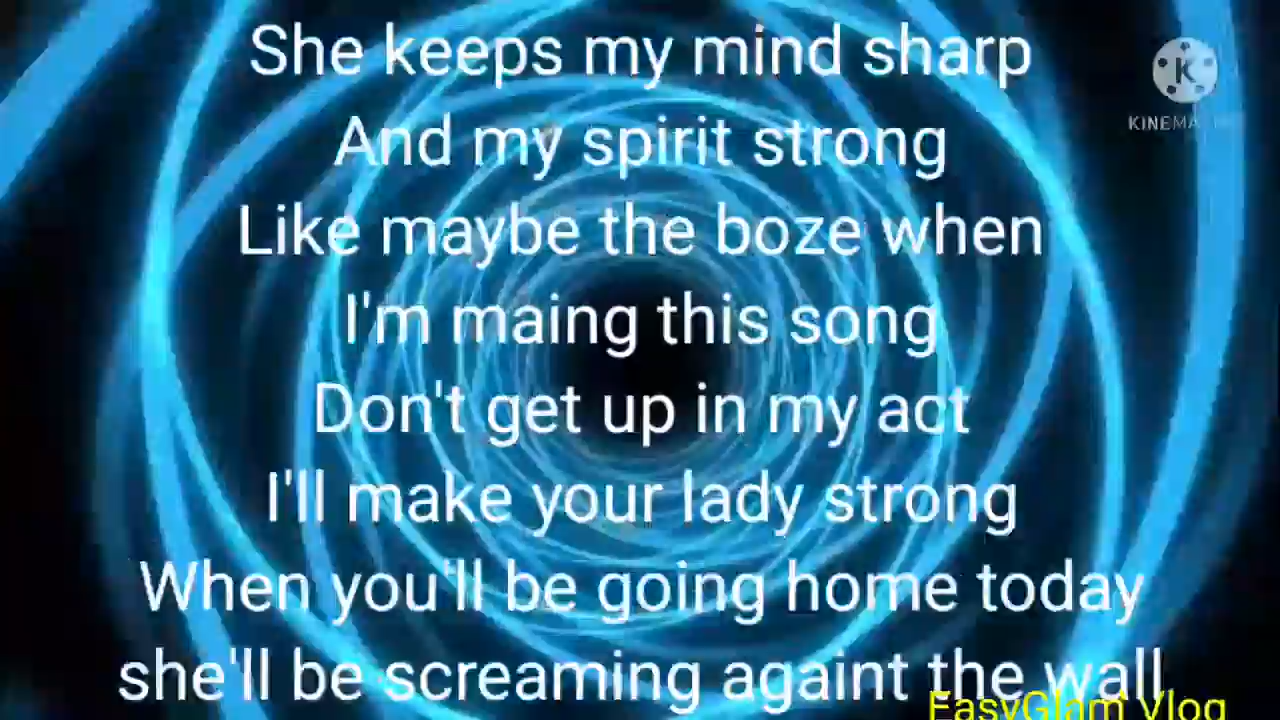 She keeps my mind sharp
And my spirit strong
Like maybe the boze when
I'm maing this song
Don't get up in my act
I'll make your lady strong
When you'll be going home today
she'll be screaming againt the wall
K
KINEMA
EasyGlam Vlog